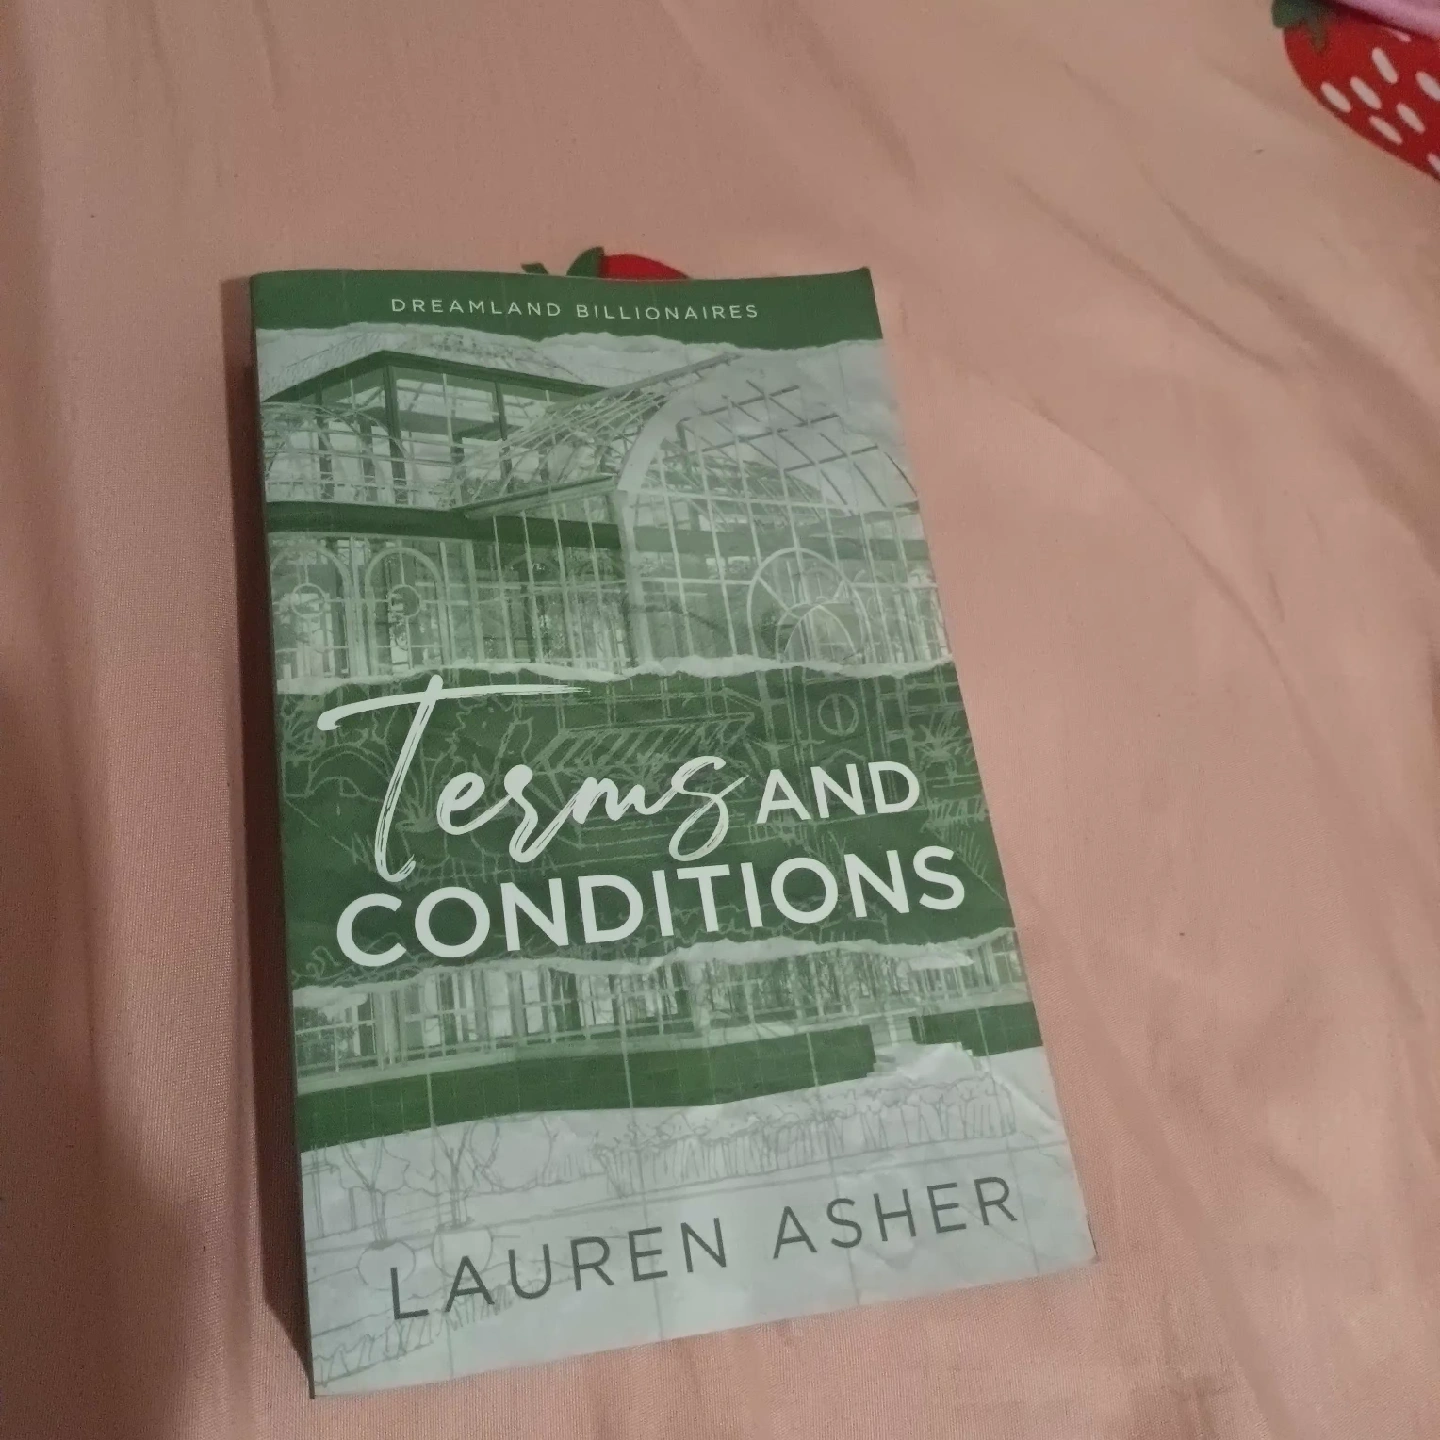 DREAMLAND BILLIONAIRES
Terms AND
CONDITIONS
LAUREN ASHER